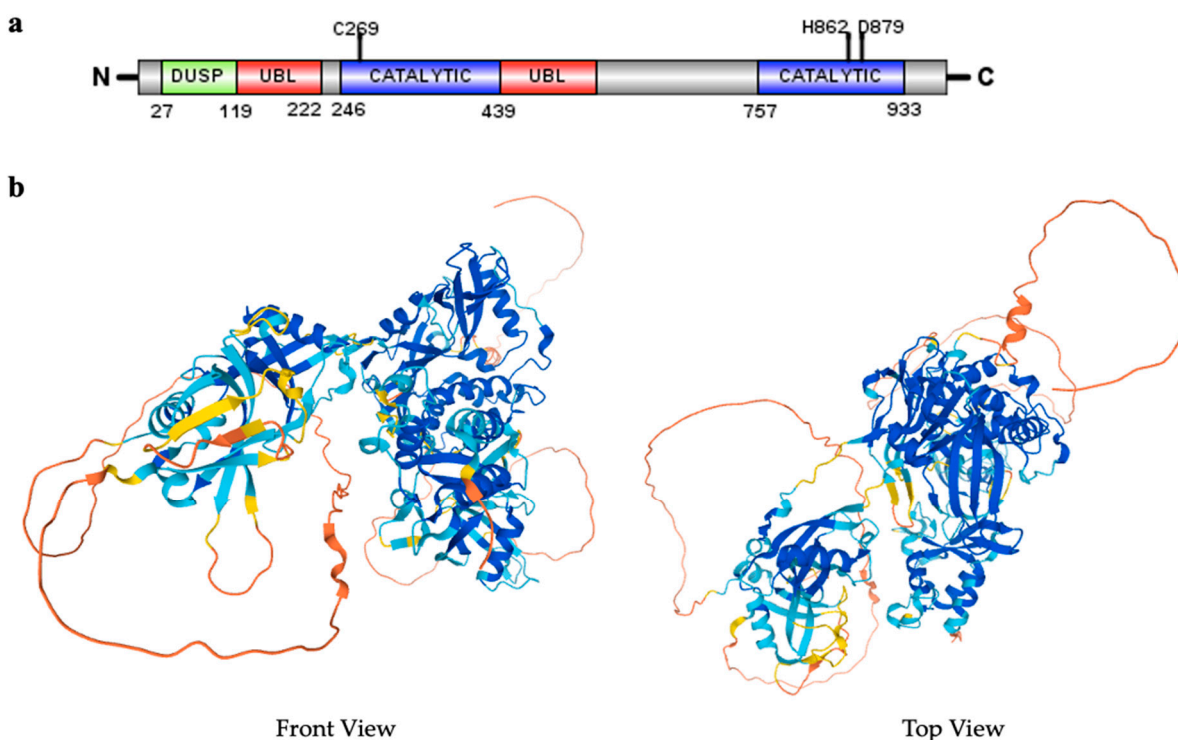 a
C269 H862 D879
N DUSP UBL CATALYTIC UBL CATALYTIC C
27 119 222 246 439 757 933
b
Front View Top View